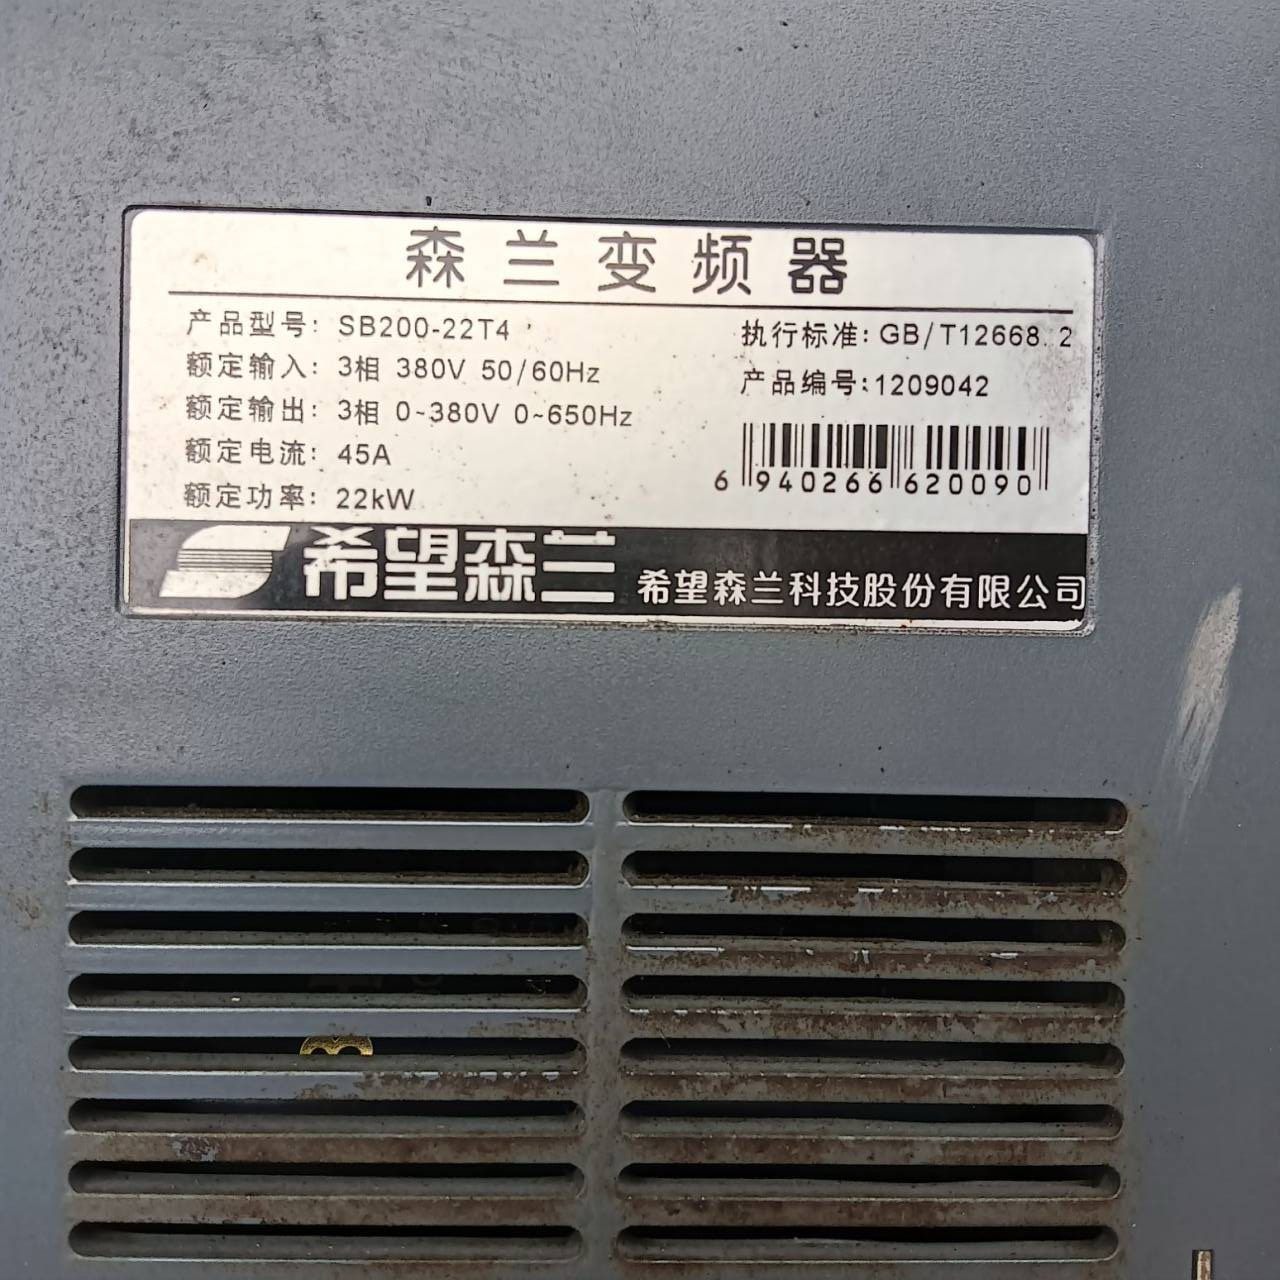 森兰变频器
产品型号: SB200-22T4
额定输入: 3相 380V 50/60Hz
额定输出: 3相 0~380V 0~650Hz
额定电流: 45A
额定功率: 22kW
执行标准: GB/T12668.2
产品编号:1209042
6 940266 620090
希望森兰
希望森兰科技股份有限公司